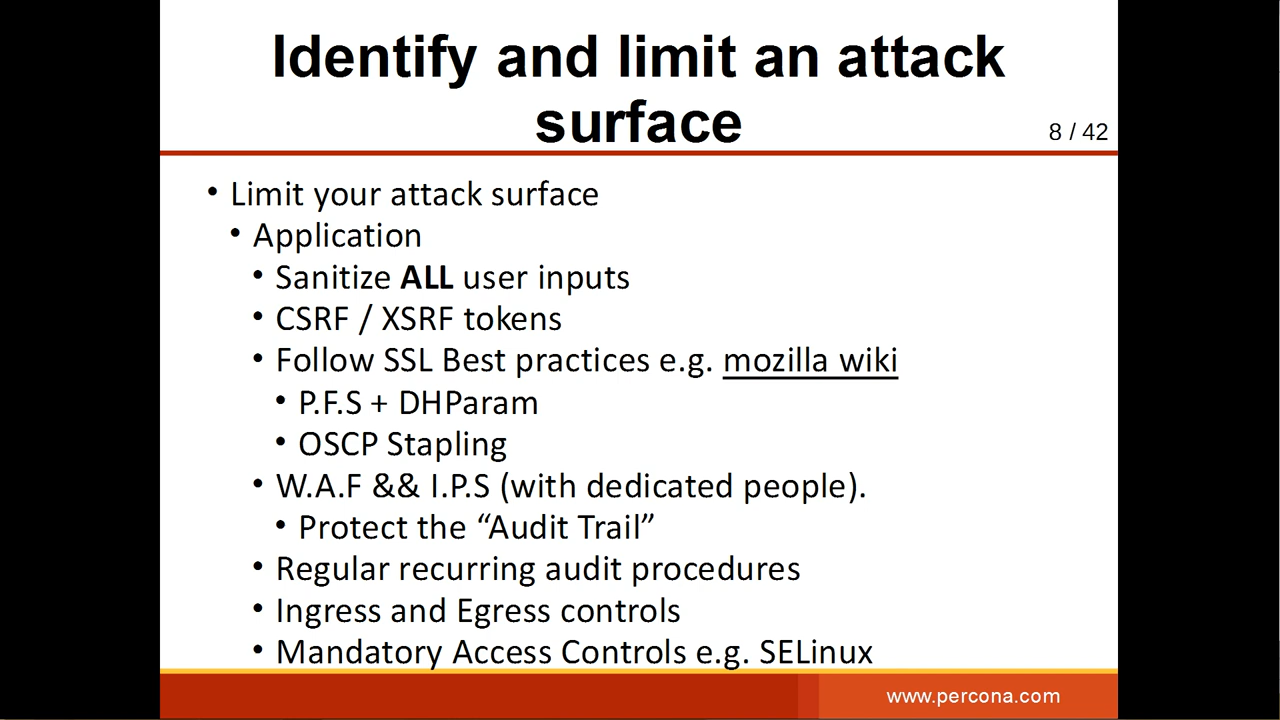 Identify and limit an attack
surface
8 / 42
• Limit your attack surface
• Application
• Sanitize ALL user inputs
• CSRF / XSRF tokens
• Follow SSL Best practices e.g. mozilla wiki
• P.F.S + DHParam
• OSCP Stapling
• W.A.F && I.P.S (with dedicated people).
• Protect the “Audit Trail”
• Regular recurring audit procedures
• Ingress and Egress controls
• Mandatory Access Controls e.g. SELinux
www.percona.com